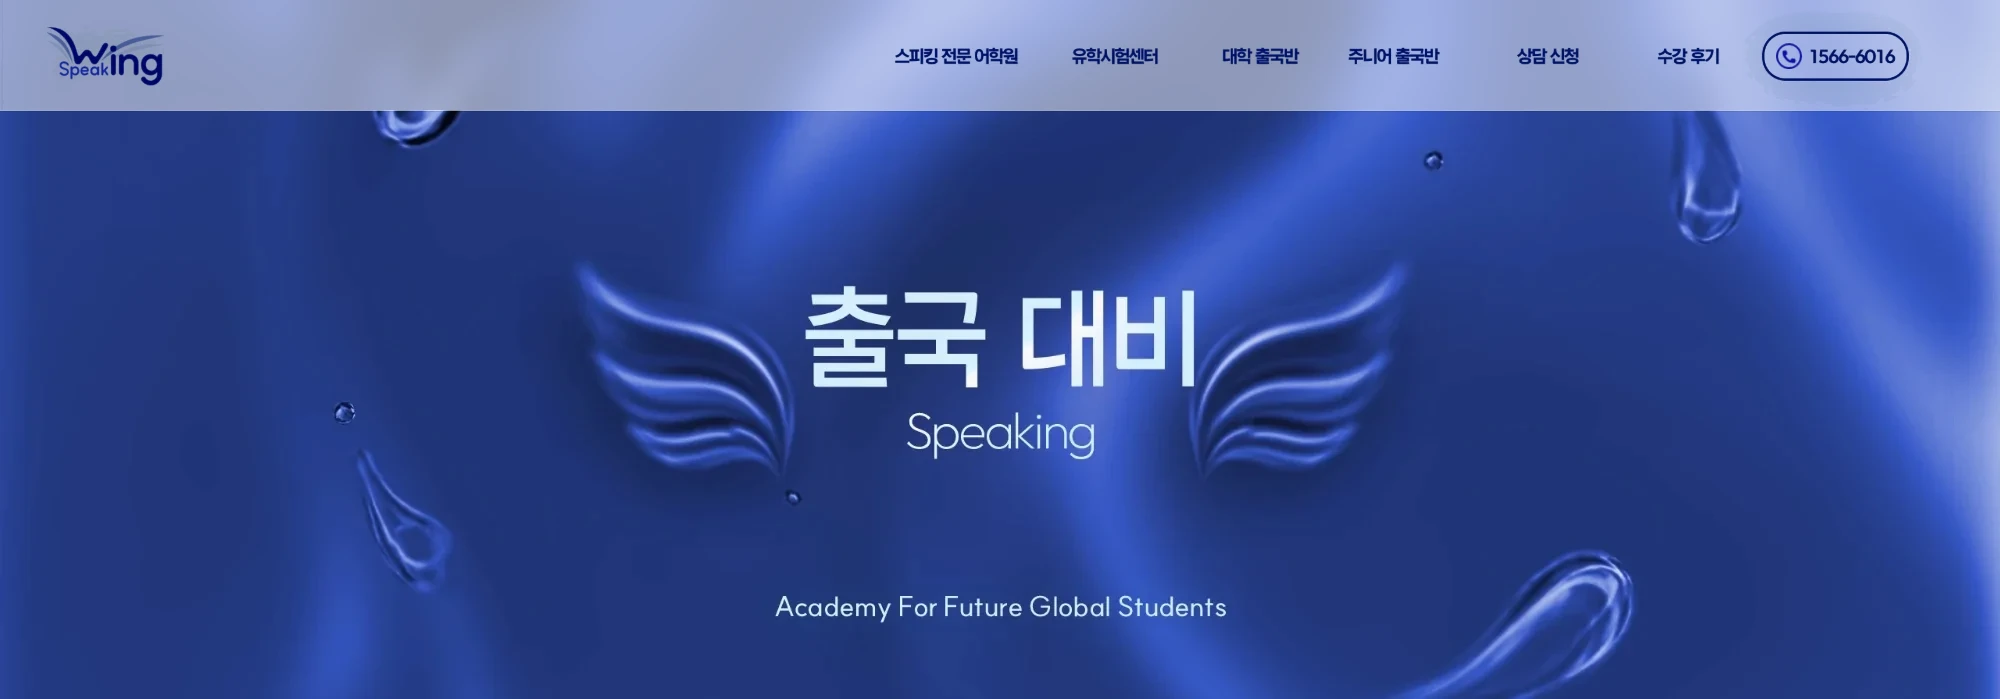 Wing
Speak
스피킹 전문 어학원
유학시험센터
대학 출국반
주니어 출국반
상담 신청
수강 후기
1566-6016
출국 대비
Speaking
Academy For Future Global Students